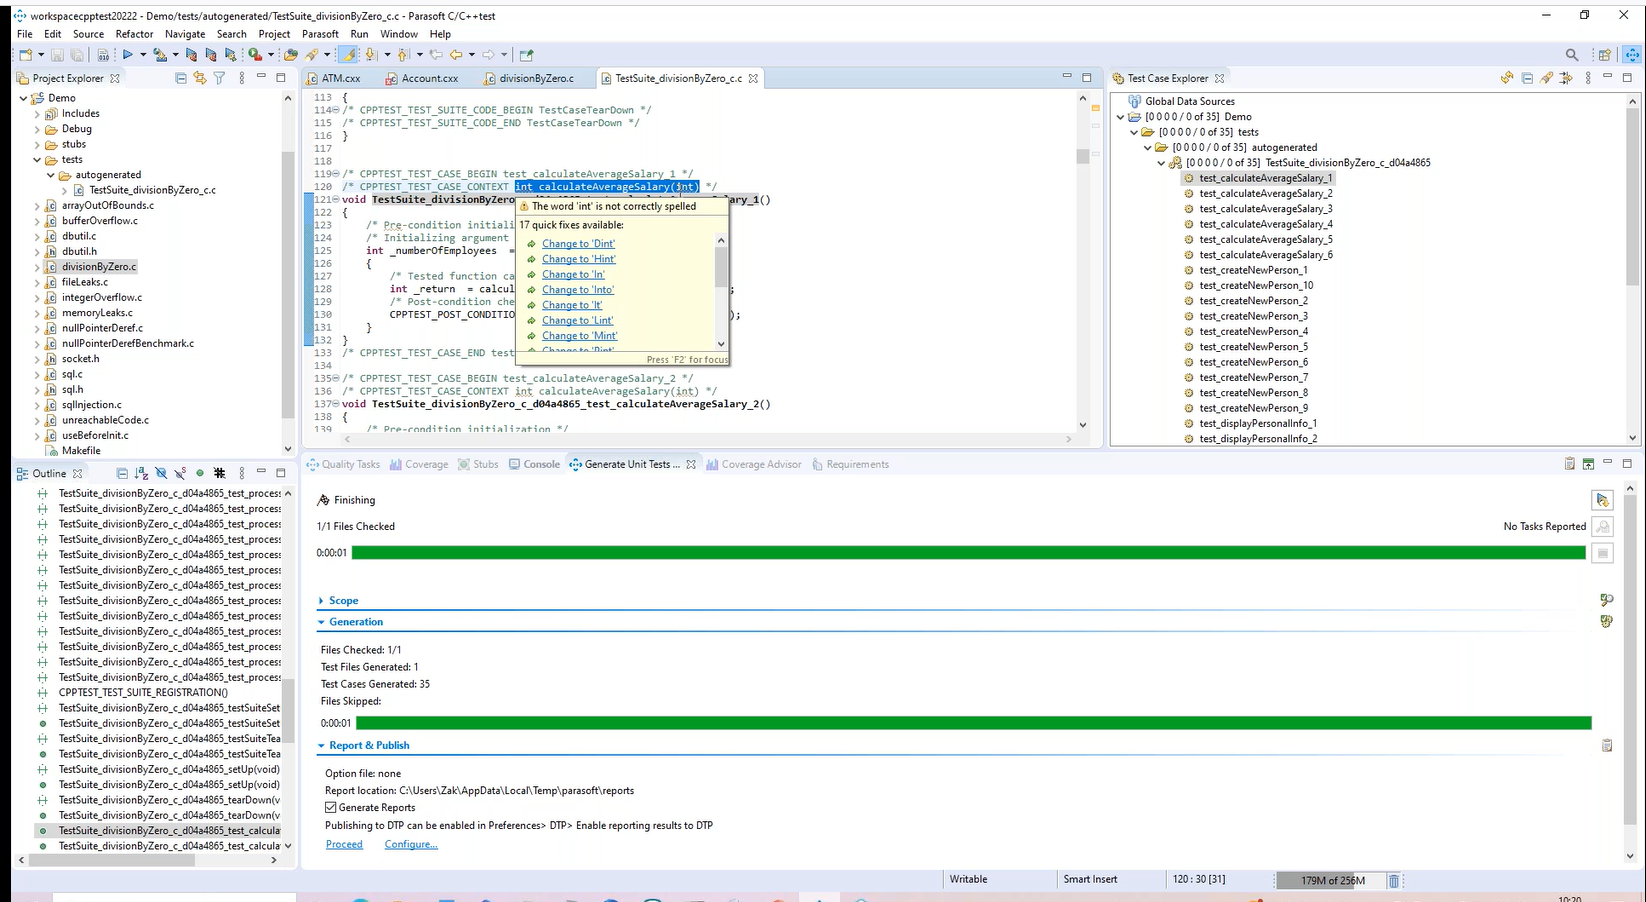 workspacecpptest20222 - Demo/tests/autogenerated/TestSuite_divisionByZero_c.c - Parasoft C/C++test
File Edit Source Refactor Navigate Search Project Parasoft Run Window Help
Project Explorer
Demo
Includes
Debug
stubs
tests
autogenerated
TestSuite_divisionByZero_c.c
arrayOutOfBounds.c
bufferOverflow.c
dbutil.c
dbutil.h
divisionByZero.c
fileLeaks.c
integerOverflow.c
memoryLeaks.c
nullPointerDeref.c
nullPointerDerefBenchmark.c
socket.h
sql.c
sql.h
sqlInjection.c
unreachableCode.c
useBeforeInit.c
Makefile
ATM.cxx Account.cxx divisionByZero.c TestSuite_divisionByZero_c.c
113 {
114 /* CPPTEST_TEST_SUITE_CODE_BEGIN TestCaseTearDown */
115 /* CPPTEST_TEST_SUITE_CODE_END TestCaseTearDown */
116 }
117
118
119 /* CPPTEST_TEST_CASE_BEGIN test_calculateAverageSalary_1 */
120 /* CPPTEST_TEST_CASE_CONTEXT int calculateAverageSalary(int) */
121 void TestSuite_divisionByZero ary_1()
122 {
123 /* Pre-condition initiali
124 /* Initializing argument
125 int _numberOfEmployees =
126 {
127 /* Tested function ca
128 int _return = calcul ;
129 /* Post-condition che
130 CPPTEST_POST_CONDITIO );
131 }
132 }
133 /* CPPTEST_TEST_CASE_END test
134
135 /* CPPTEST_TEST_CASE_BEGIN test_calculateAverageSalary_2 */
136 /* CPPTEST_TEST_CASE_CONTEXT int calculateAverageSalary(int) */
137 void TestSuite_divisionByZero_c_d04a4865_test_calculateAverageSalary_2()
138 {
139 /* Pre-condition initialization */
The word 'int' is not correctly spelled
17 quick fixes available:
Change to 'Dint'
Change to 'Hint'
Change to 'In'
Change to 'Into'
Change to 'It'
Change to 'Lint'
Change to 'Mint'
Change to 'Pint'
Press 'F2' for focus
Test Case Explorer
Global Data Sources
[0 0 0 0 / 0 of 35] Demo
[0 0 0 0 / 0 of 35] tests
[0 0 0 0 / 0 of 35] autogenerated
[0 0 0 0 / 0 of 35] TestSuite_divisionByZero_c_d04a4865
test_calculateAverageSalary_1
test_calculateAverageSalary_2
test_calculateAverageSalary_3
test_calculateAverageSalary_4
test_calculateAverageSalary_5
test_calculateAverageSalary_6
test_createNewPerson_1
test_createNewPerson_10
test_createNewPerson_2
test_createNewPerson_3
test_createNewPerson_4
test_createNewPerson_5
test_createNewPerson_6
test_createNewPerson_7
test_createNewPerson_8
test_createNewPerson_9
test_displayPersonalInfo_1
test_displayPersonalInfo_2
Outline
TestSuite_divisionByZero_c_d04a4865_test_process
TestSuite_divisionByZero_c_d04a4865_test_process
TestSuite_divisionByZero_c_d04a4865_test_process
TestSuite_divisionByZero_c_d04a4865_test_process
TestSuite_divisionByZero_c_d04a4865_test_process
TestSuite_divisionByZero_c_d04a4865_test_process
TestSuite_divisionByZero_c_d04a4865_test_process
TestSuite_divisionByZero_c_d04a4865_test_process
TestSuite_divisionByZero_c_d04a4865_test_process
TestSuite_divisionByZero_c_d04a4865_test_process
TestSuite_divisionByZero_c_d04a4865_test_process
TestSuite_divisionByZero_c_d04a4865_test_process
TestSuite_divisionByZero_c_d04a4865_test_process
CPPTEST_TEST_SUITE_REGISTRATION()
TestSuite_divisionByZero_c_d04a4865_testSuiteSet
TestSuite_divisionByZero_c_d04a4865_testSuiteSet
TestSuite_divisionByZero_c_d04a4865_testSuiteTea
TestSuite_divisionByZero_c_d04a4865_testSuiteTea
TestSuite_divisionByZero_c_d04a4865_setUp(void)
TestSuite_divisionByZero_c_d04a4865_setUp(void)
TestSuite_divisionByZero_c_d04a4865_tearDown(v
TestSuite_divisionByZero_c_d04a4865_tearDown(v
TestSuite_divisionByZero_c_d04a4865_test_calcula
TestSuite_divisionByZero_c_d04a4865_test_calcula
Quality Tasks Coverage Stubs Console Generate Unit Tests ... Coverage Advisor Requirements
Finishing
1/1 Files Checked No Tasks Reported
0:00:01
Scope
Generation
Files Checked: 1/1
Test Files Generated: 1
Test Cases Generated: 35
Files Skipped:
0:00:01
Report & Publish
Option file: none
Report location: C:\Users\Zak\AppData\Local\Temp\parasoft\reports
Generate Reports
Publishing to DTP can be enabled in Preferences> DTP> Enable reporting results to DTP
Proceed Configure...
Writable Smart Insert 120 : 30 [31] 179M of 256M
10:20